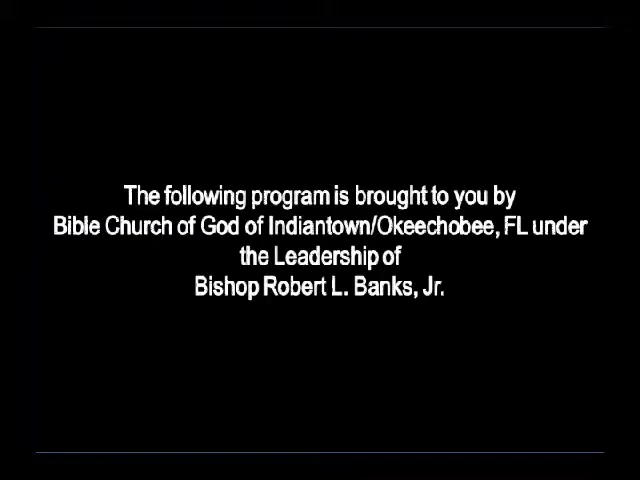 The following program is brought to you by
Bible Church of God of Indiantown/Okeechobee, FL under
the Leadership of
Bishop Robert L. Banks, Jr.